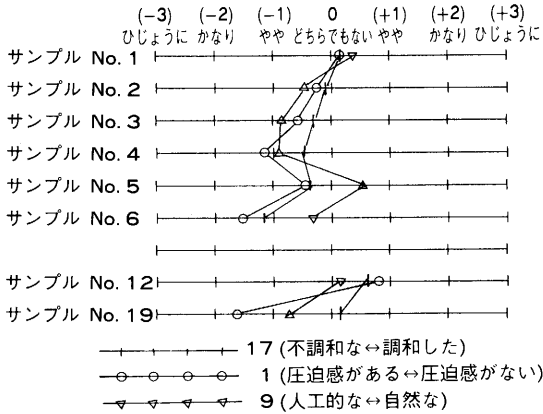 (-3) (-2) (-1) 0 (+1) (+2) (+3)
ひじょうに かなり やや どちらでもない やや かなり ひじょうに
サンプル No. 1
サンプル No. 2
サンプル No. 3
サンプル No. 4
サンプル No. 5
サンプル No. 6
サンプル No. 12
サンプル No. 19
17 (不調和な↔調和した)
1 (圧迫感がある↔圧迫感がない)
9 (人工的な↔自然な)